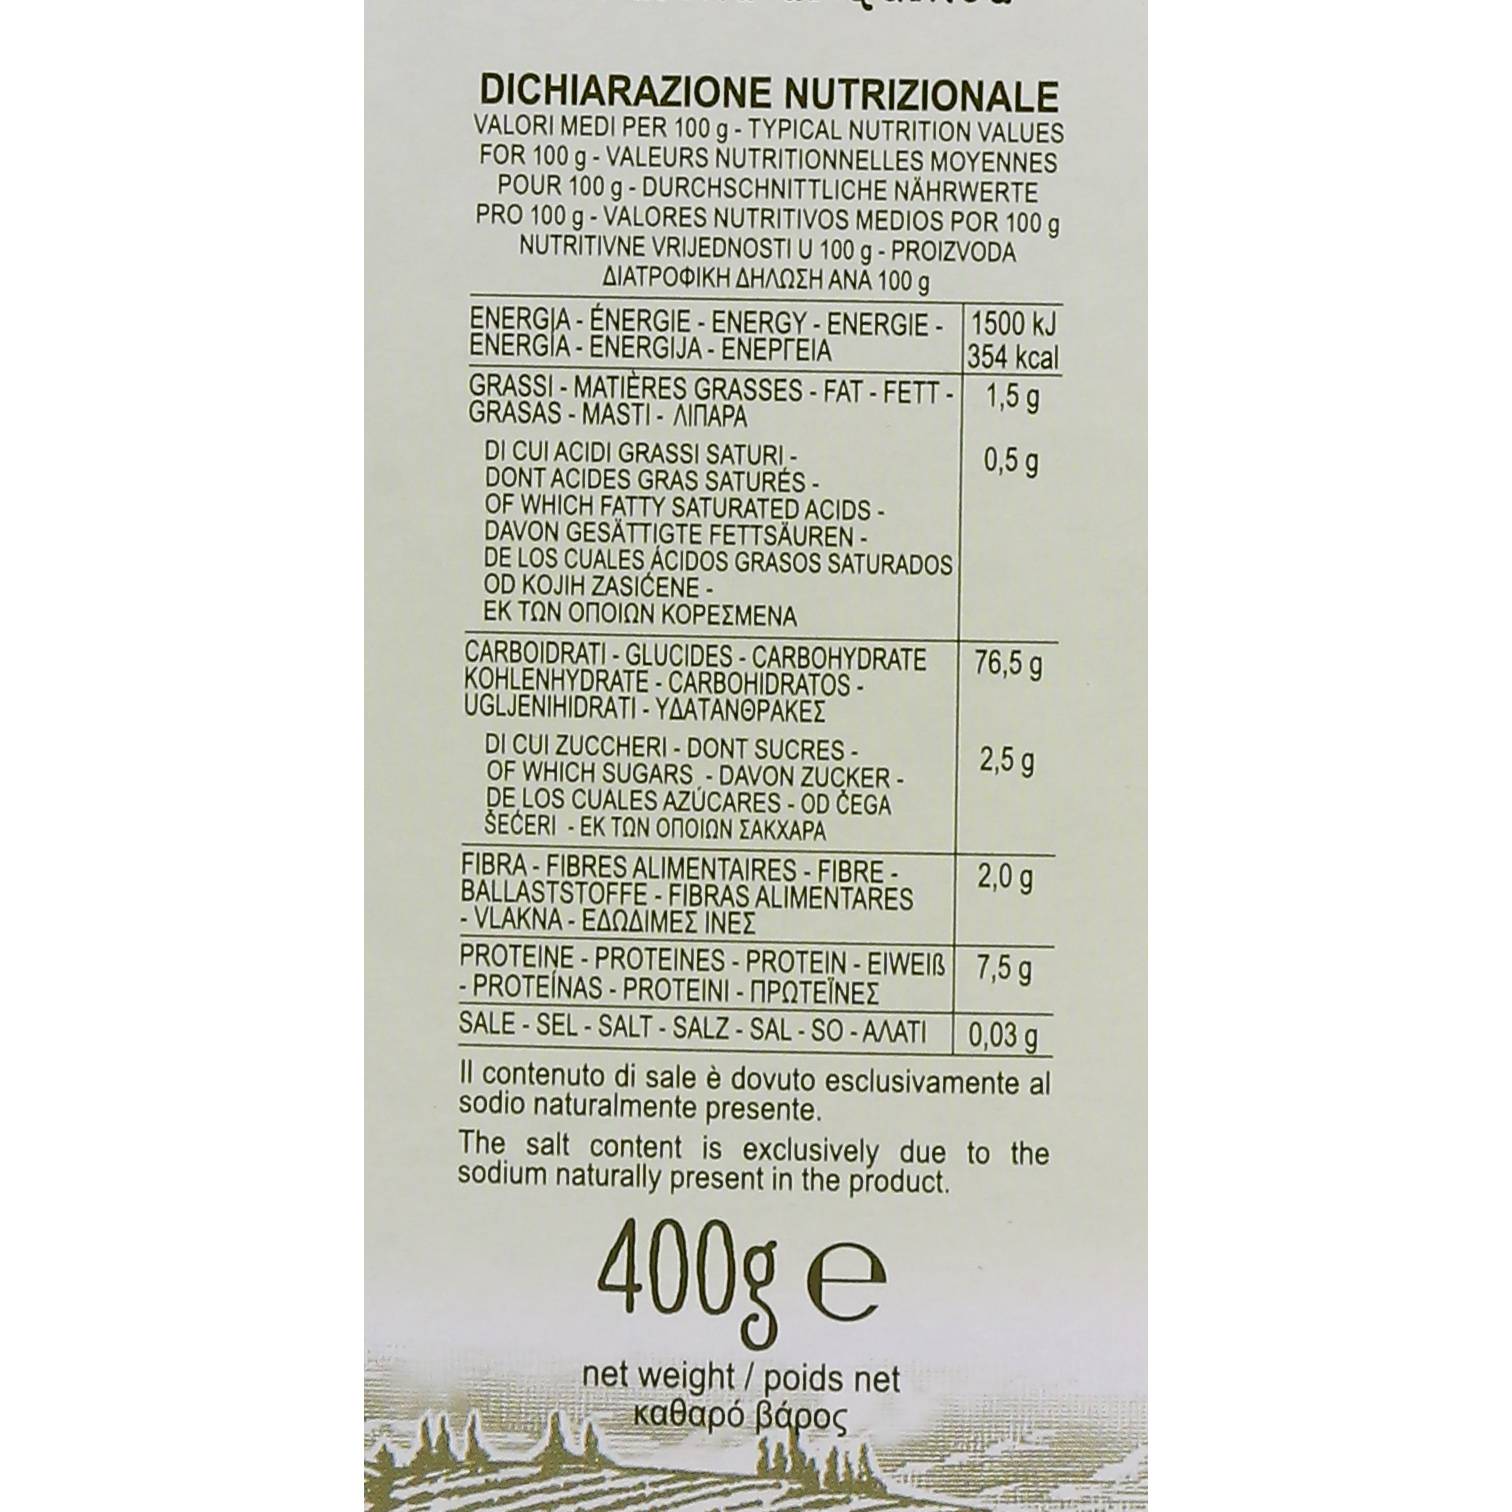 DICHIARAZIONE NUTRIZIONALE
VALORI MEDI PER 100 g - TYPICAL NUTRITION VALUES
FOR 100 g - VALEURS NUTRITIONNELLES MOYENNES
POUR 100 g - DURCHSCHNITTLICHE NÄHRWERTE
PRO 100 g - VALORES NUTRITIVOS MEDIOS POR 100 g
NUTRITIVNE VRIJEDNOSTI U 100 g - PROIZVODA
ΔΙΑΤΡΟΦΙΚΗ ΔΗΛΩΣΗ ΑΝΑ 100 g
ENERGIA - ÉNERGIE - ENERGY - ENERGIE - 1500 kJ
ENERGÍA - ENERGIJA - ΕΝΕΡΓΕΙΑ 354 kcal
GRASSI - MATIÈRES GRASSES - FAT - FETT - 1,5 g
GRASAS - MASTI - ΛΙΠΑΡΑ
DI CUI ACIDI GRASSI SATURI - 0,5 g
DONT ACIDES GRAS SATURÉS -
OF WHICH FATTY SATURATED ACIDS -
DAVON GESÄTTIGTE FETTSÄUREN -
DE LOS CUALES ÁCIDOS GRASOS SATURADOS
OD KOJIH ZASIĆENE -
ΕΚ ΤΩΝ ΟΠΟΙΩΝ ΚΟΡΕΣΜΕΝΑ
CARBOIDRATI - GLUCIDES - CARBOHYDRATE 76,5 g
KOHLENHYDRATE - CARBOHIDRATOS -
UGLJENIHIDRATI - ΥΔΑΤΑΝΘΡΑΚΕΣ
DI CUI ZUCCHERI - DONT SUCRES - 2,5 g
OF WHICH SUGARS - DAVON ZUCKER -
DE LOS CUALES AZÚCARES - OD ČEGA
ŠEĆERI - ΕΚ ΤΩΝ ΟΠΟΙΩΝ ΣΑΚΧΑΡΑ
FIBRA - FIBRES ALIMENTAIRES - FIBRE - 2,0 g
BALLASTSTOFFE - FIBRAS ALIMENTARES
- VLAKNA - ΕΔΩΔΙΜΕΣ ΙΝΕΣ
PROTEINE - PROTEINES - PROTEIN - EIWEIß 7,5 g
- PROTEÍNAS - PROTEINI - ΠΡΩΤΕΪΝΕΣ
SALE - SEL - SALT - SALZ - SAL - SO - ΑΛΑΤΙ 0,03 g
Il contenuto di sale è dovuto esclusivamente al
sodio naturalmente presente.
The salt content is exclusively due to the
sodium naturally present in the product.
400g e
net weight / poids net
καθαρό βάρος